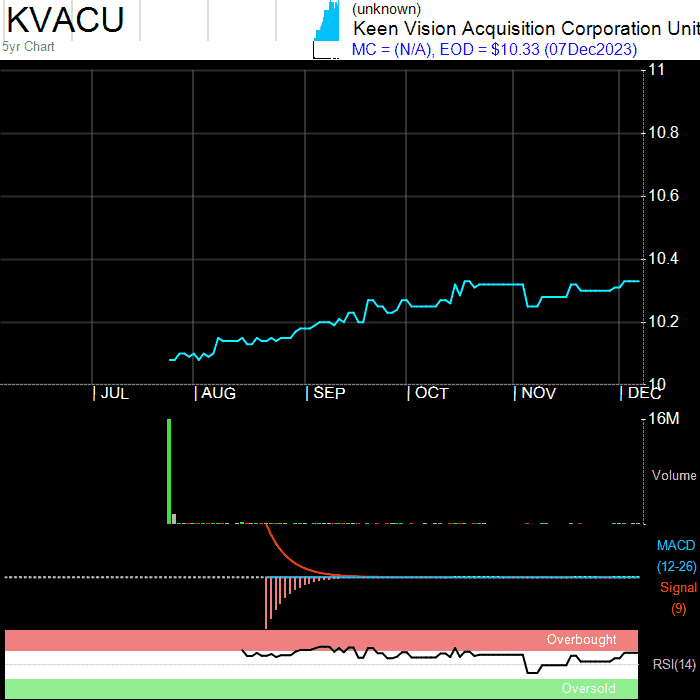 KVACU
(unknown)
Keen Vision Acquisition Corporation Unit
5yr Chart
MC = (N/A), EOD = $10.33 (07Dec2023)
11
10.8
10.6
10.4
10.2
10
JUL AUG SEP OCT NOV DEC
16M
Volume
MACD
(12-26)
Signal
(9)
Overbought
RSI(14)
Oversold